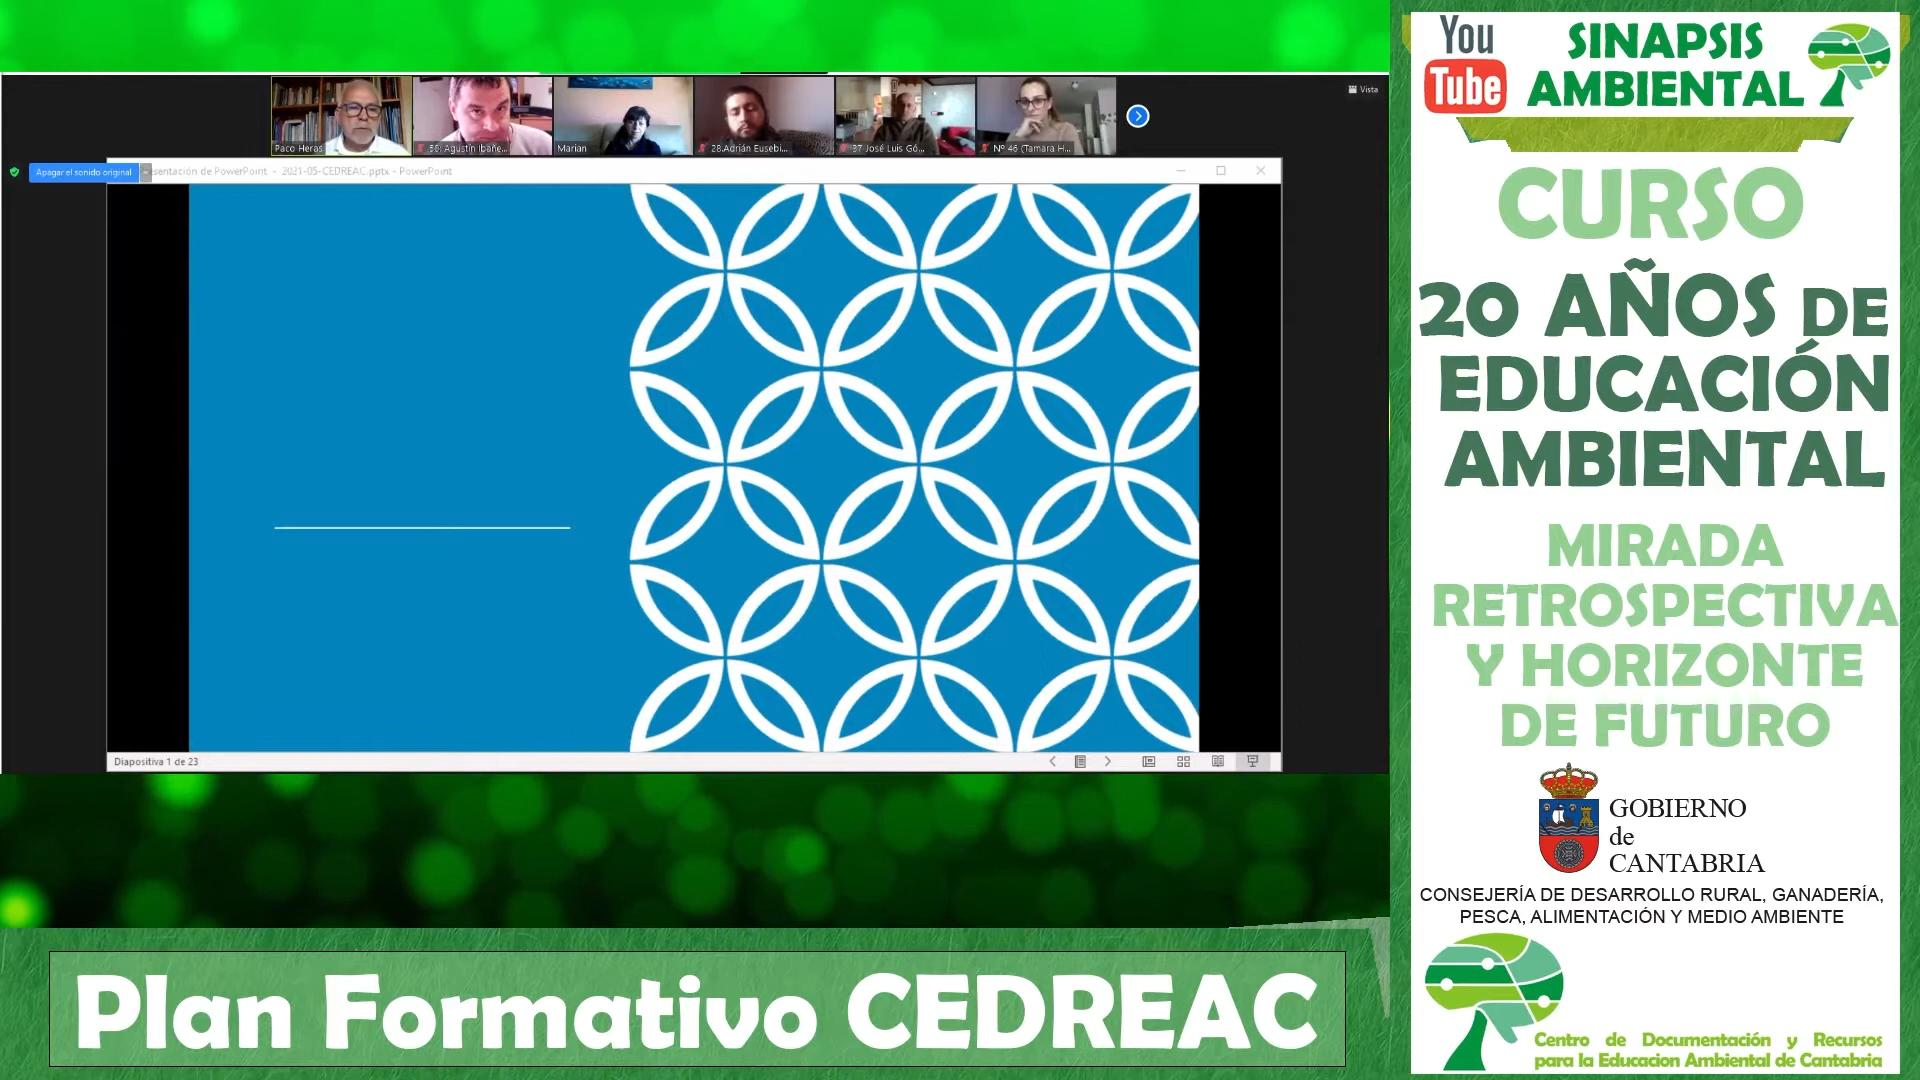 Paco Heras
Agustín Ibáñe...
Marian
28.Adrián Eusebi...
37 José Luis Gó...
Nº 46 (Tamara H...
Vista
Apagar el sonido original
esentación de PowerPoint - 2021-05-CEDREAC.pptx - PowerPoint
Diapositiva 1 de 23
Plan Formativo CEDREAC
You
Tube
SINAPSIS
AMBIENTAL
CURSO
20 AÑOS DE
EDUCACIÓN
AMBIENTAL
MIRADA
RETROSPECTIVA
Y HORIZONTE
DE FUTURO
GOBIERNO
de
CANTABRIA
CONSEJERÍA DE DESARROLLO RURAL, GANADERÍA,
PESCA, ALIMENTACIÓN Y MEDIO AMBIENTE
Centro de Documentación y Recursos
para la Educacion Ambiental de Cantabria